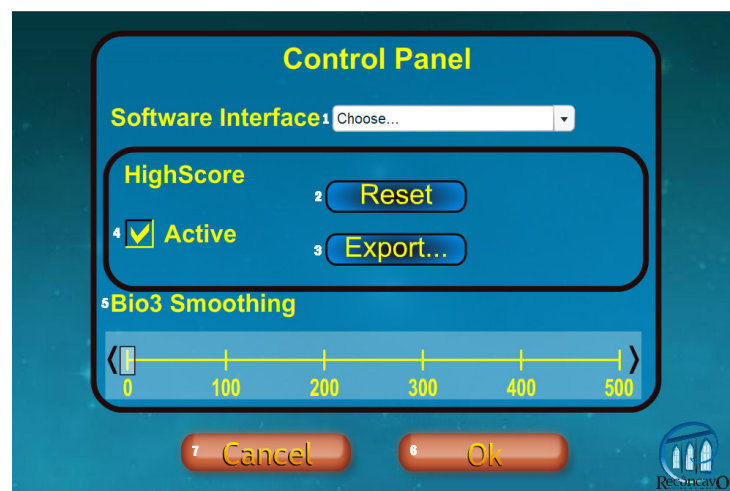 Control Panel
Software Interface 1 Choose...
HighScore
2 Reset
4 Active
3 Export...
5 Bio3 Smoothing
0 100 200 300 400 500
7 Cancel 6 Ok
ReconcavO